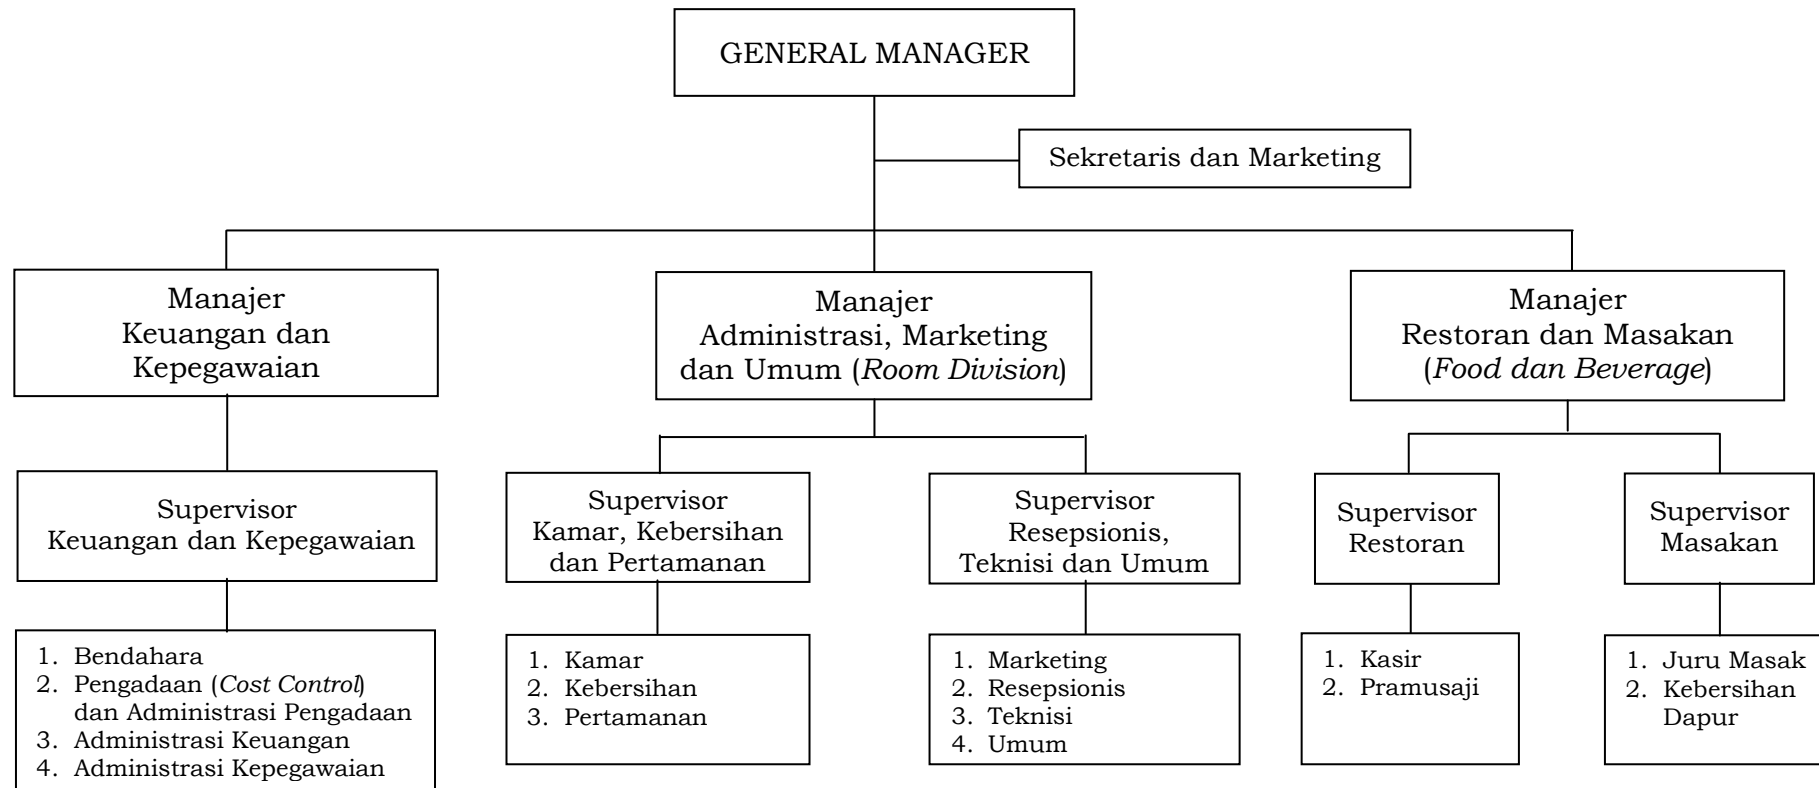 GENERAL MANAGER
Sekretaris dan Marketing
Manajer
Keuangan dan
Kepegawaian
Manajer
Administrasi, Marketing
dan Umum (Room Division)
Manajer
Restoran dan Masakan
(Food dan Beverage)
Supervisor
Keuangan dan Kepegawaian
Supervisor
Kamar, Kebersihan
dan Pertamanan
Supervisor
Resepsionis,
Teknisi dan Umum
Supervisor
Restoran
Supervisor
Masakan
1. Bendahara
2. Pengadaan (Cost Control)
dan Administrasi Pengadaan
3. Administrasi Keuangan
4. Administrasi Kepegawaian
1. Kamar
2. Kebersihan
3. Pertamanan
1. Marketing
2. Resepsionis
3. Teknisi
4. Umum
1. Kasir
2. Pramusaji
1. Juru Masak
2. Kebersihan
Dapur